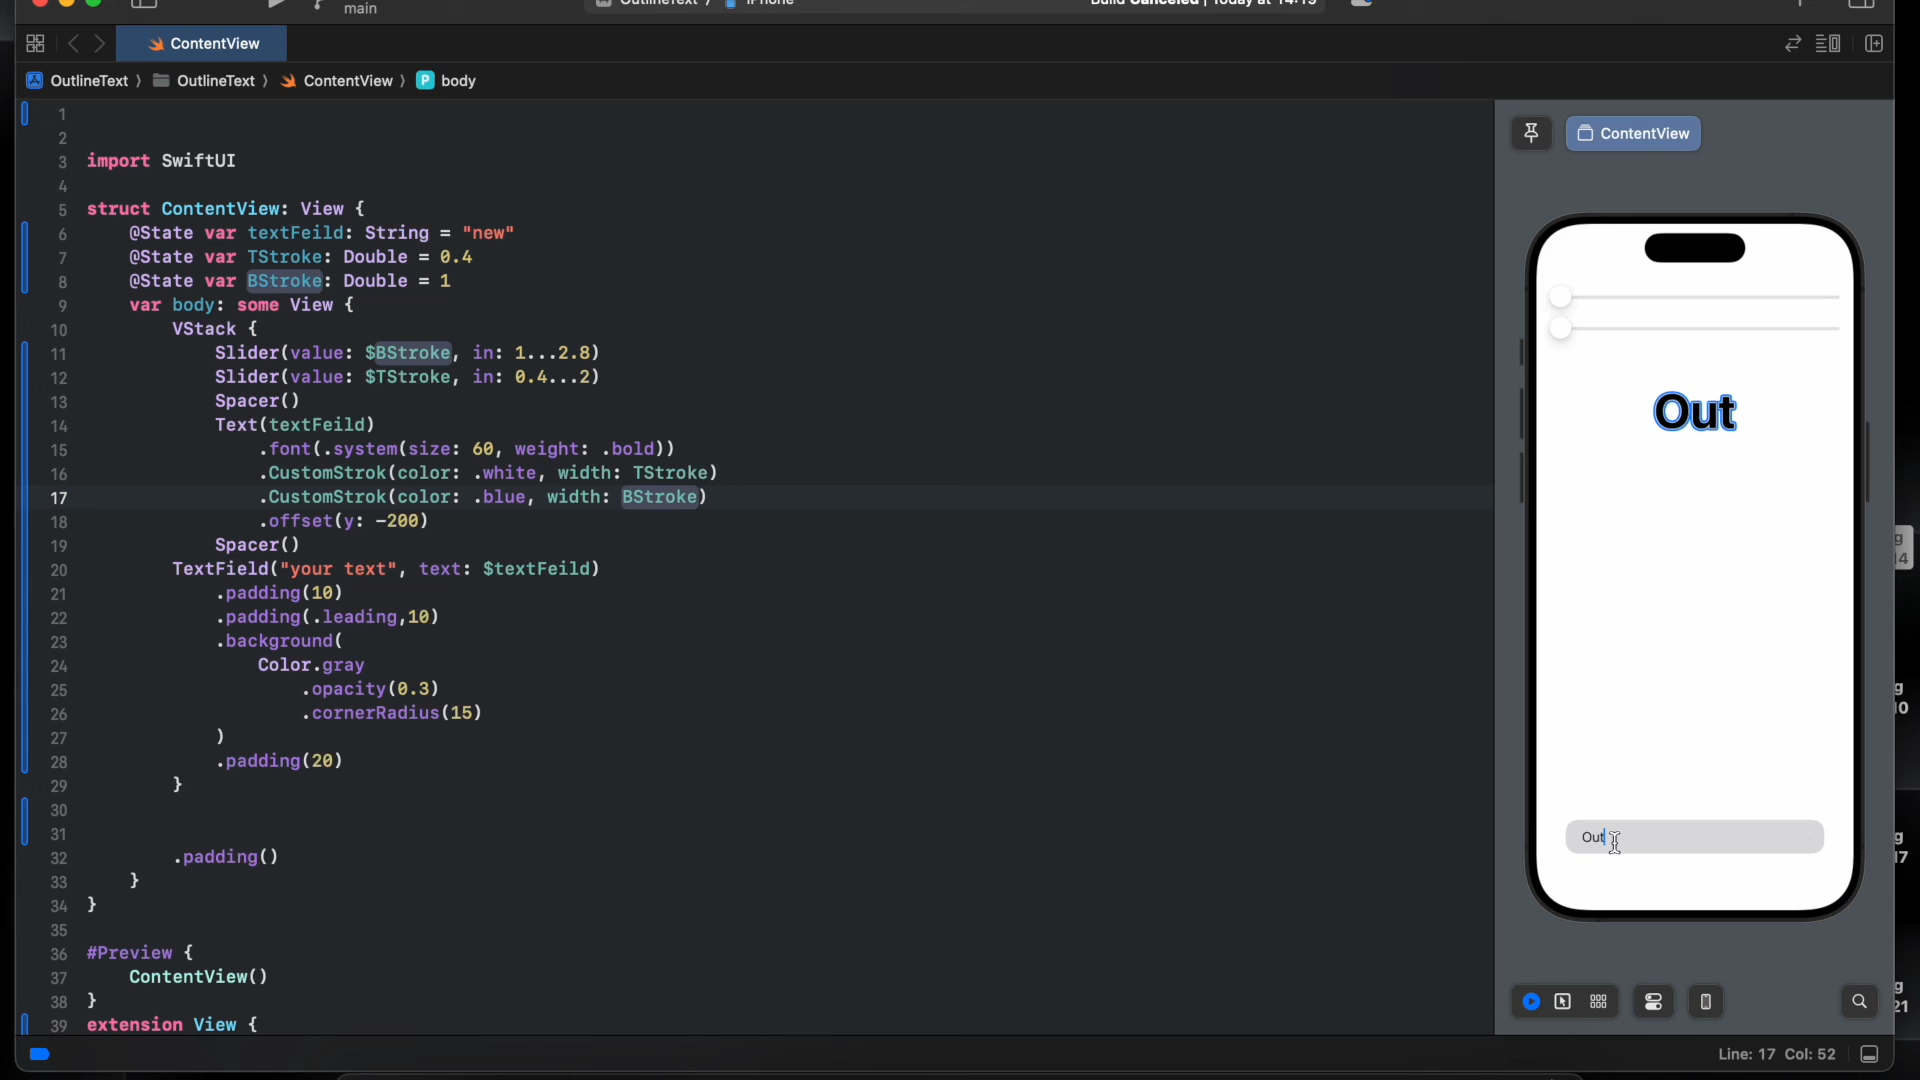 main
OutlineText
iPhone
Build Canceled | Today at 14:19
ContentView
OutlineText
OutlineText
ContentView
P
body
1
2
3 import SwiftUI
4
5 struct ContentView: View {
6 @State var textFeild: String = "new"
7 @State var TStroke: Double = 0.4
8 @State var BStroke: Double = 1
9 var body: some View {
10 VStack {
11 Slider(value: $BStroke, in: 1...2.8)
12 Slider(value: $TStroke, in: 0.4...2)
13 Spacer()
14 Text(textFeild)
15 .font(.system(size: 60, weight: .bold))
16 .CustomStrok(color: .white, width: TStroke)
17 .CustomStrok(color: .blue, width: BStroke)
18 .offset(y: -200)
19 Spacer()
20 TextField("your text", text: $textFeild)
21 .padding(10)
22 .padding(.leading,10)
23 .background(
24 Color.gray
25 .opacity(0.3)
26 .cornerRadius(15)
27 )
28 .padding(20)
29 }
30
31
32 .padding()
33 }
34 }
35
36 #Preview {
37 ContentView()
38 }
39 extension View {
ContentView
Out
Out
g
14
g
10
g
17
g
21
Line: 17 Col: 52